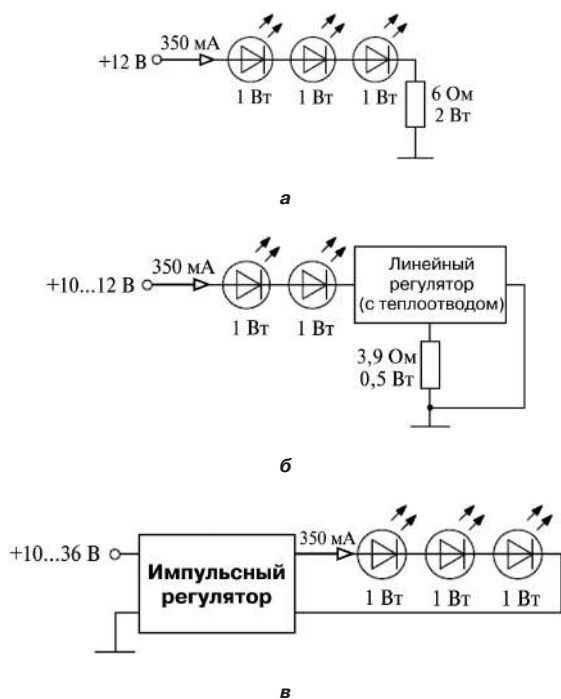 350 мА
+12 В
1 Вт 1 Вт 1 Вт
6 Ом
2 Вт
а
350 мА
+10...12 В
1 Вт 1 Вт
Линейный
регулятор
(с теплоотводом)
3,9 Ом
0,5 Вт
б
+10...36 В
350 мА
Импульсный
регулятор
1 Вт 1 Вт 1 Вт
в